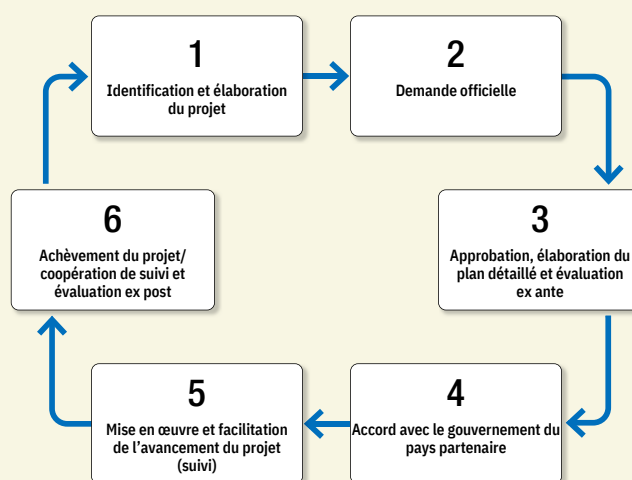 1
Identification et élaboration
du projet
2
Demande officielle
3
Approbation, élaboration du
plan détaillé et évaluation
ex ante
4
Accord avec le gouvernement du
pays partenaire
5
Mise en œuvre et facilitation
de l’avancement du projet
(suivi)
6
Achèvement du projet/
coopération de suivi et
évaluation ex post